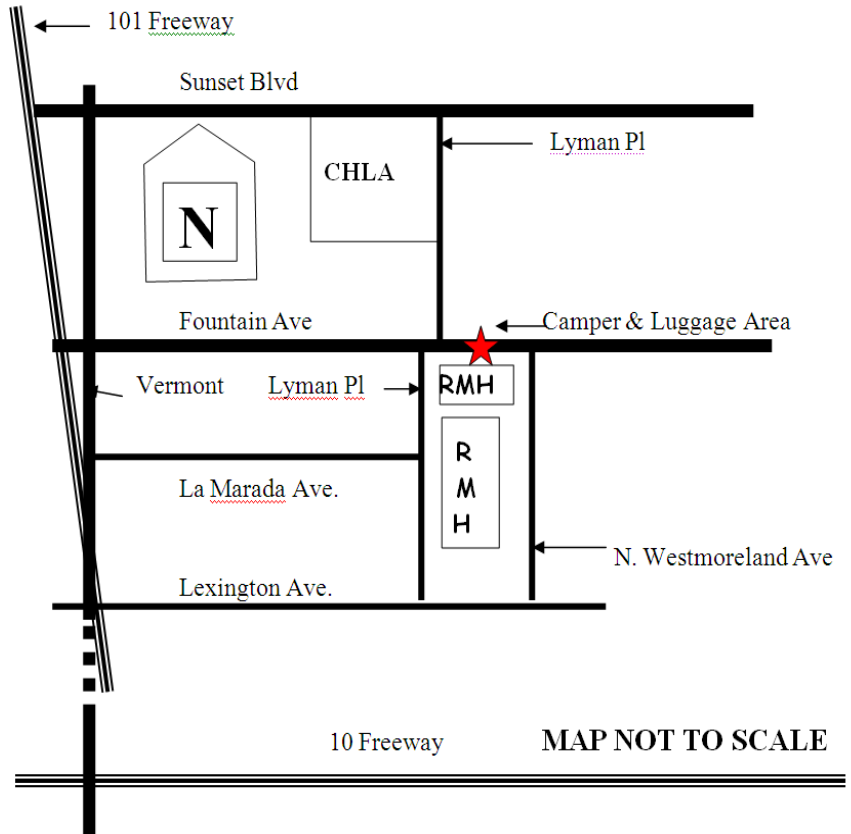 101 Freeway
Sunset Blvd
Lyman Pl
CHLA
N
Fountain Ave
Camper & Luggage Area
Vermont
Lyman Pl
RMH
R
M
H
La Marada Ave.
N. Westmoreland Ave
Lexington Ave.
10 Freeway
MAP NOT TO SCALE